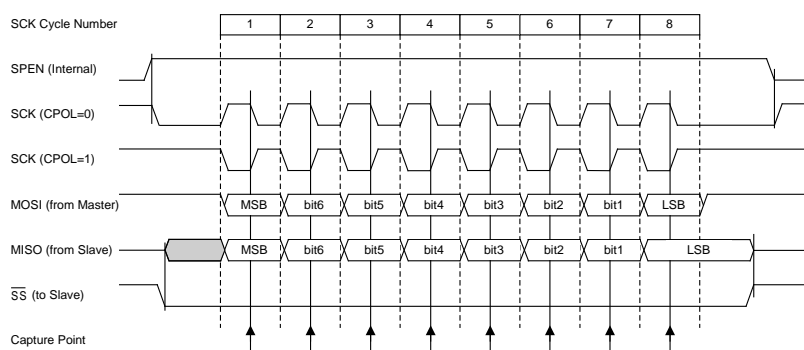 SCK Cycle Number 1 2 3 4 5 6 7 8
SPEN (Internal)
SCK (CPOL=0)
SCK (CPOL=1)
MOSI (from Master) MSB bit6 bit5 bit4 bit3 bit2 bit1 LSB
MISO (from Slave) MSB bit6 bit5 bit4 bit3 bit2 bit1 LSB
SS (to Slave)
Capture Point